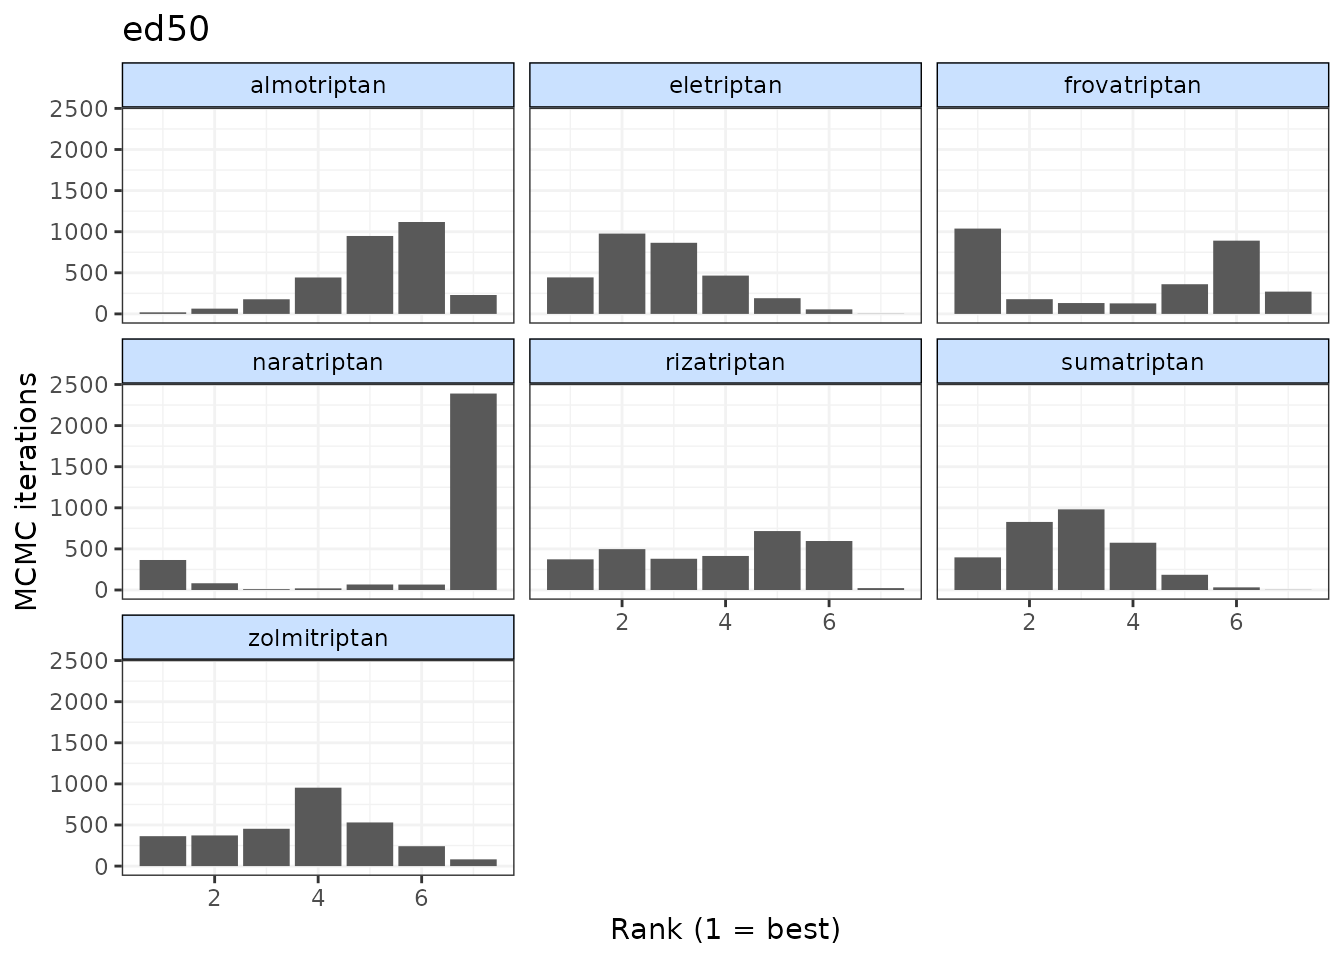 ed50
almotriptan eletriptan frovatriptan
2500
2000
1500
1000
500
0
naratriptan rizatriptan sumatriptan
2500
2000
1500
1000
500
0
2 4 6 2 4 6
zolmitriptan
2500
2000
1500
1000
500
0
2 4 6
MCMC iterations
Rank (1 = best)